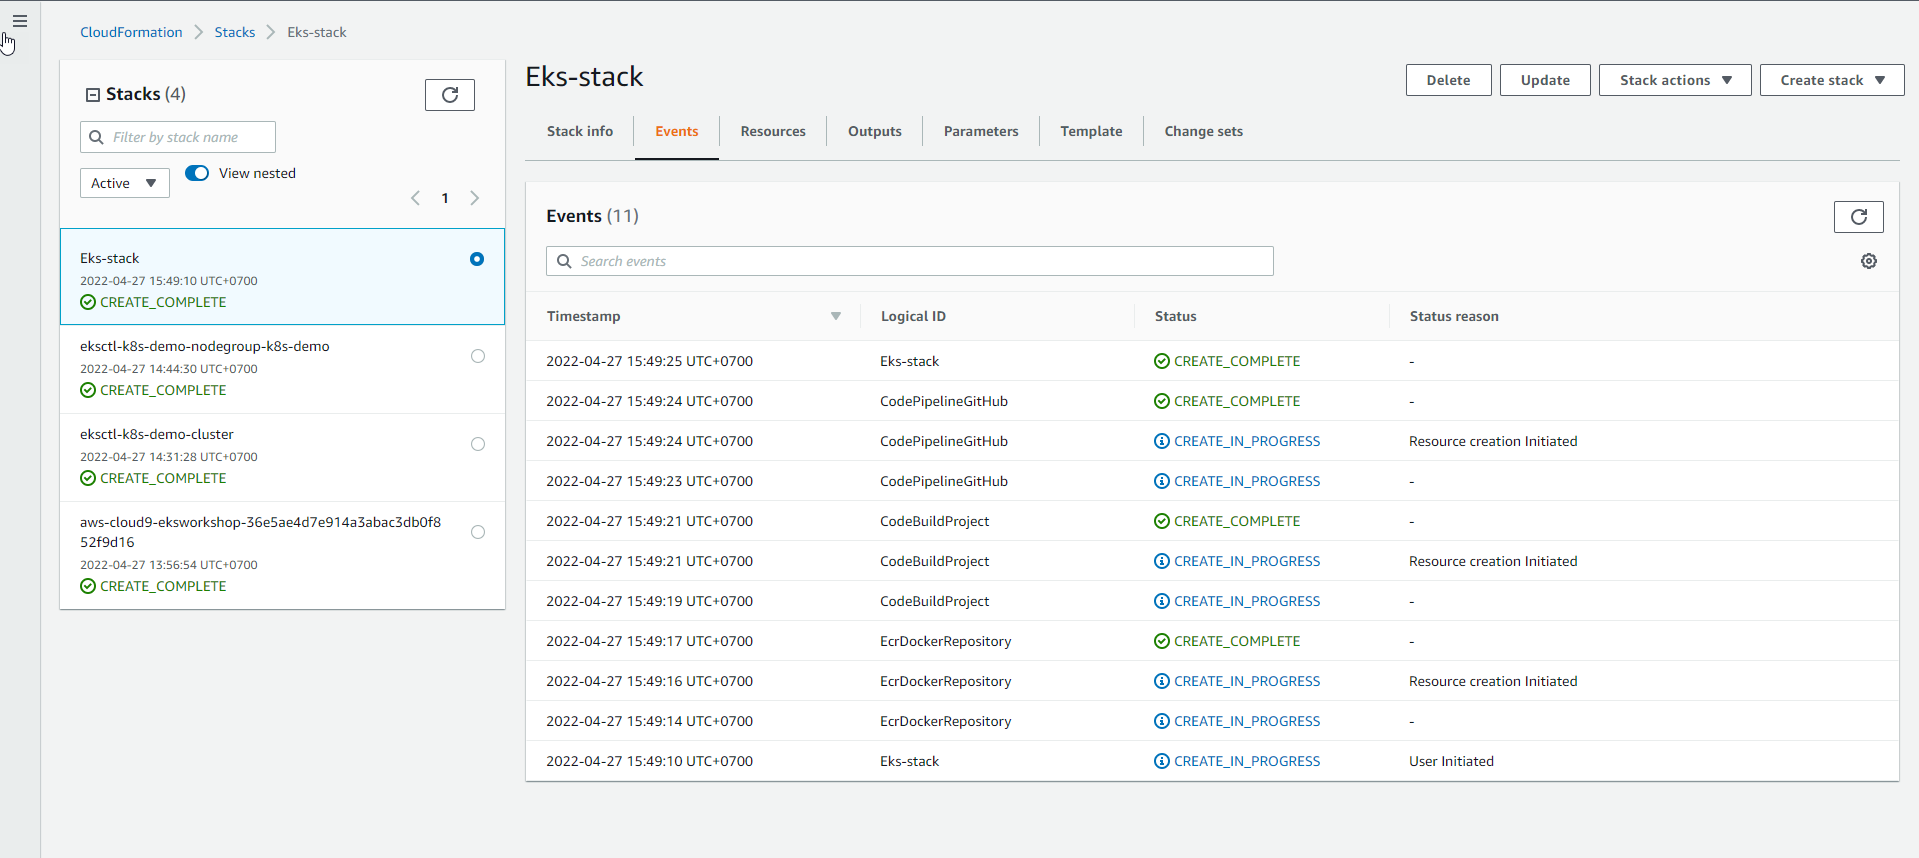 CloudFormation > Stacks > Eks-stack
Stacks (4)
Filter by stack name
Active
View nested
1
Eks-stack
2022-04-27 15:49:10 UTC+0700
CREATE_COMPLETE
eksctl-k8s-demo-nodegroup-k8s-demo
2022-04-27 14:44:30 UTC+0700
CREATE_COMPLETE
eksctl-k8s-demo-cluster
2022-04-27 14:31:28 UTC+0700
CREATE_COMPLETE
aws-cloud9-eksworkshop-36e5ae4d7e914a3abac3db0f8
52f9d16
2022-04-27 13:56:54 UTC+0700
CREATE_COMPLETE
Eks-stack
Delete Update Stack actions Create stack
Stack info Events Resources Outputs Parameters Template Change sets
Events (11)
Search events
Timestamp Logical ID Status Status reason
2022-04-27 15:49:25 UTC+0700 Eks-stack CREATE_COMPLETE -
2022-04-27 15:49:24 UTC+0700 CodePipelineGitHub CREATE_COMPLETE -
2022-04-27 15:49:24 UTC+0700 CodePipelineGitHub CREATE_IN_PROGRESS Resource creation Initiated
2022-04-27 15:49:23 UTC+0700 CodePipelineGitHub CREATE_IN_PROGRESS -
2022-04-27 15:49:21 UTC+0700 CodeBuildProject CREATE_COMPLETE -
2022-04-27 15:49:21 UTC+0700 CodeBuildProject CREATE_IN_PROGRESS Resource creation Initiated
2022-04-27 15:49:19 UTC+0700 CodeBuildProject CREATE_IN_PROGRESS -
2022-04-27 15:49:17 UTC+0700 EcrDockerRepository CREATE_COMPLETE -
2022-04-27 15:49:16 UTC+0700 EcrDockerRepository CREATE_IN_PROGRESS Resource creation Initiated
2022-04-27 15:49:14 UTC+0700 EcrDockerRepository CREATE_IN_PROGRESS -
2022-04-27 15:49:10 UTC+0700 Eks-stack CREATE_IN_PROGRESS User Initiated